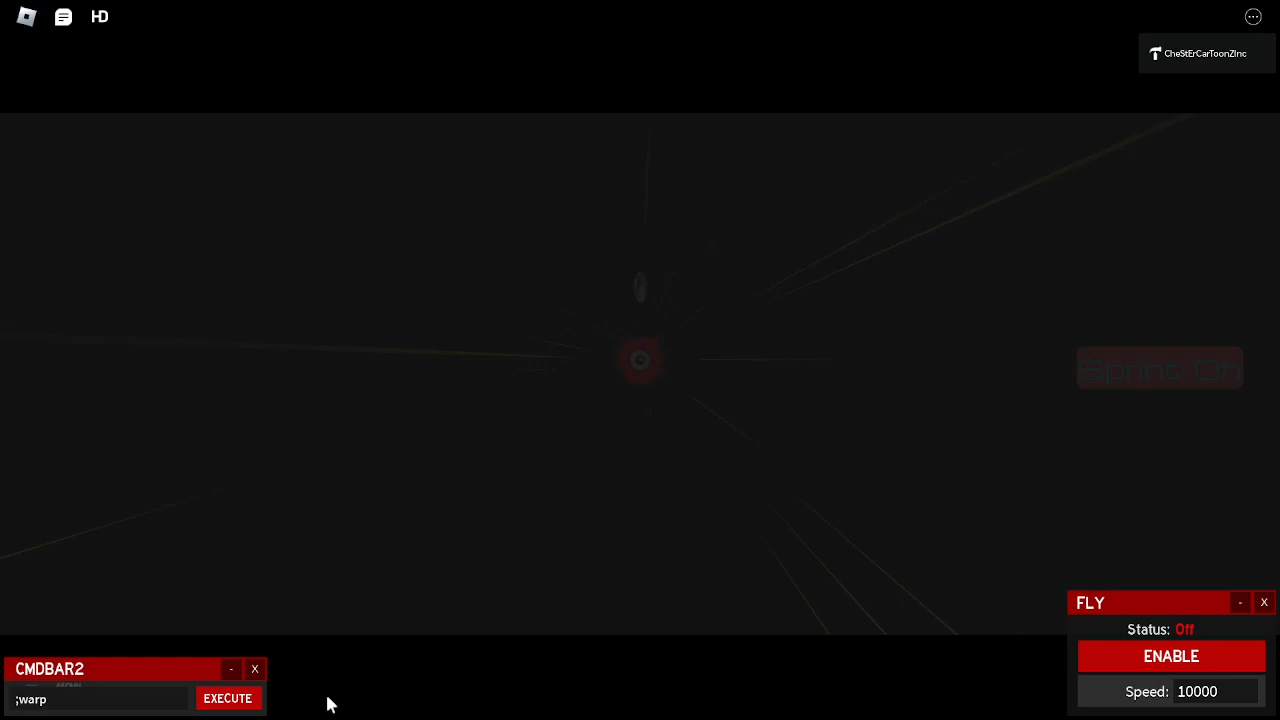 HD
CheStErCarToonZInc
Sprint: On
FLY
- X
Status: Off
ENABLE
Speed: 10000
CMDBAR2
- X
;warp
EXECUTE